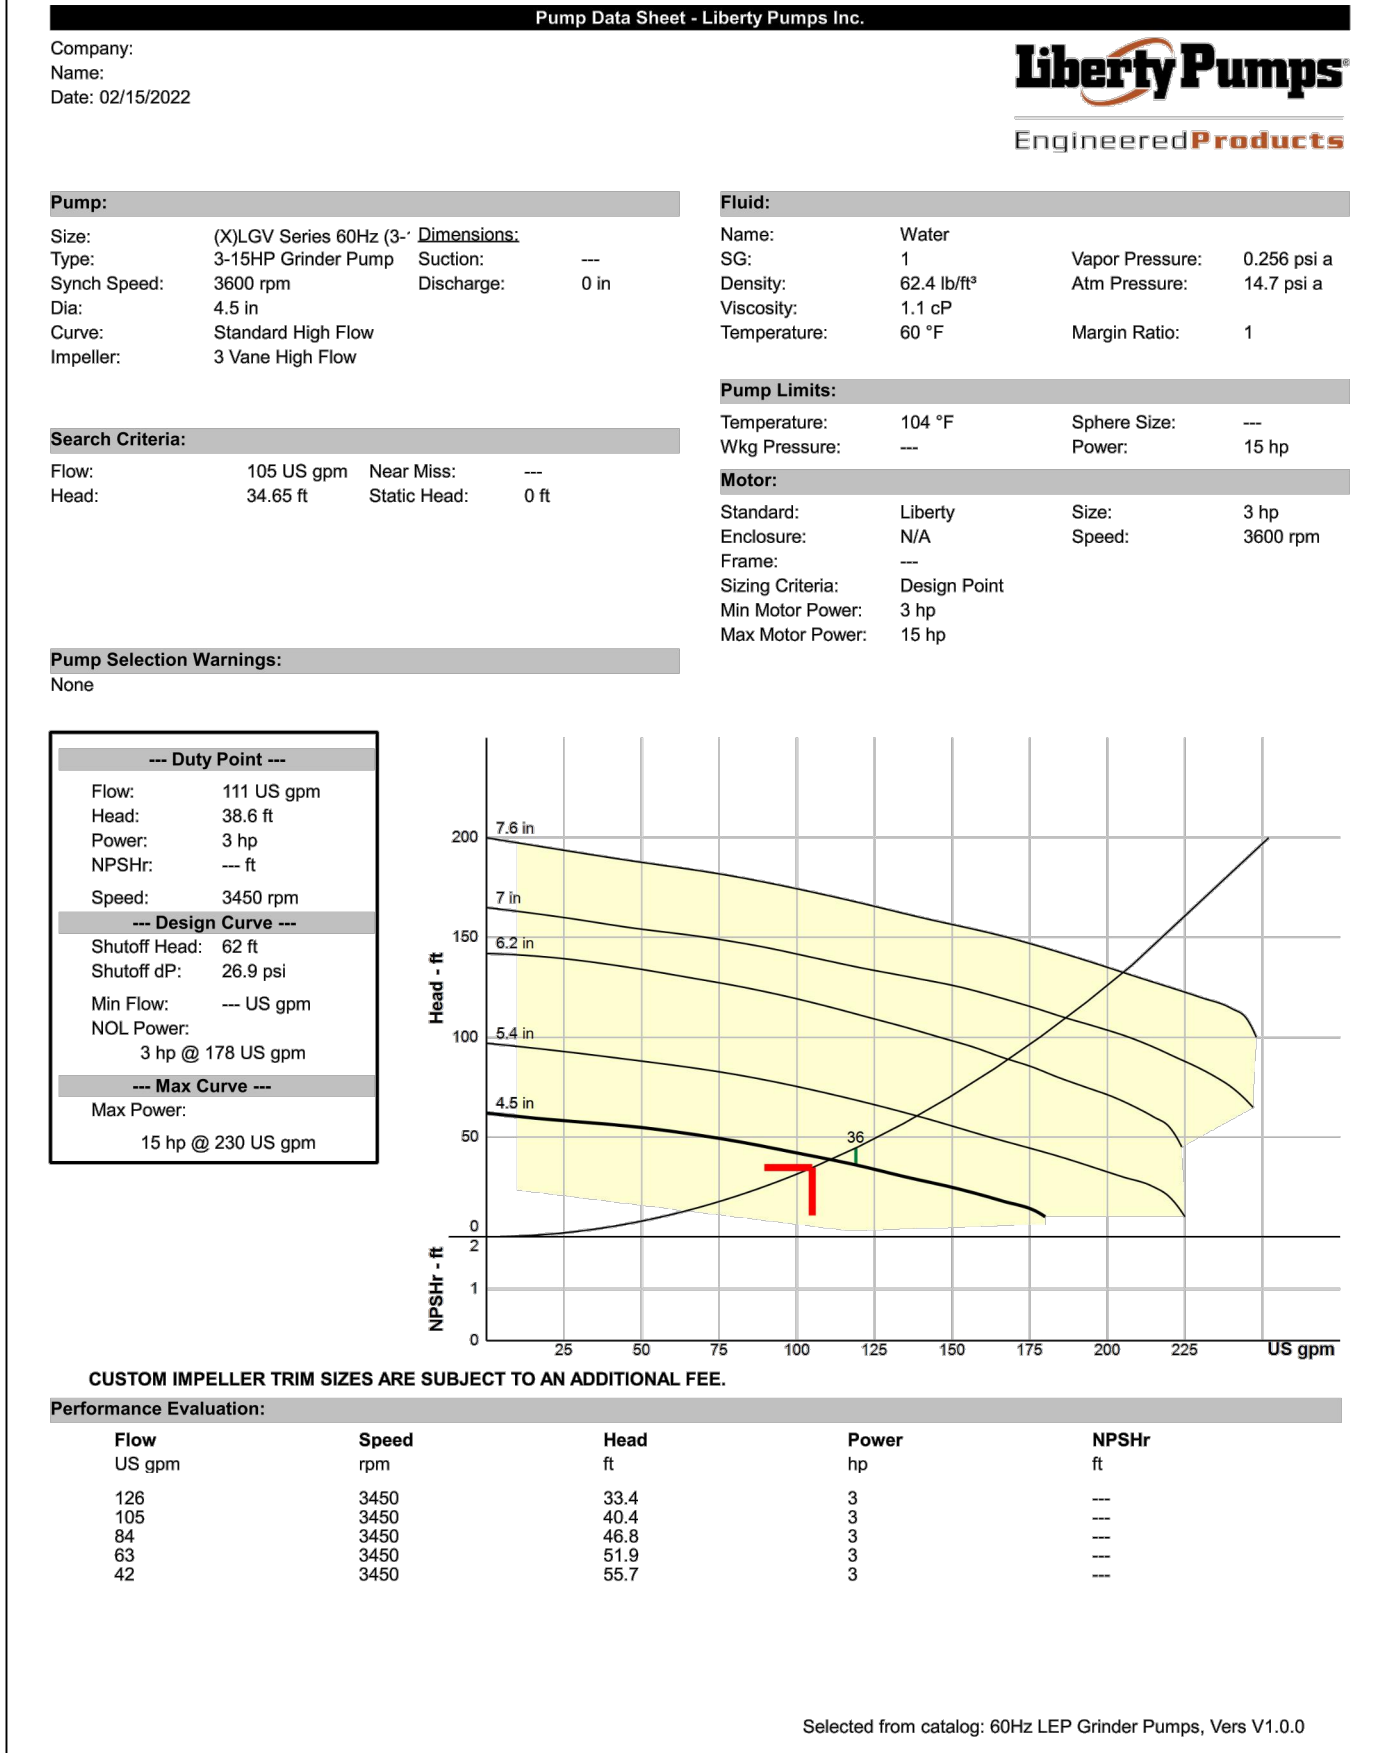 Pump Data Sheet - Liberty Pumps Inc.
Company:
Name:
Date: 02/15/2022
Liberty Pumps®
EngineeredProducts
Pump:
Size: (X)LGV Series 60Hz (3- Dimensions:
Type: 3-15HP Grinder Pump Suction: ---
Synch Speed: 3600 rpm Discharge: 0 in
Dia: 4.5 in
Curve: Standard High Flow
Impeller: 3 Vane High Flow
Search Criteria:
Flow: 105 US gpm Near Miss: ---
Head: 34.65 ft Static Head: 0 ft
Pump Selection Warnings:
None
Fluid:
Name: Water
SG: 1 Vapor Pressure: 0.256 psi a
Density: 62.4 lb/ft³ Atm Pressure: 14.7 psi a
Viscosity: 1.1 cP
Temperature: 60 °F Margin Ratio: 1
Pump Limits:
Temperature: 104 °F Sphere Size: ---
Wkg Pressure: --- Power: 15 hp
Motor:
Standard: Liberty Size: 3 hp
Enclosure: N/A Speed: 3600 rpm
Frame: ---
Sizing Criteria: Design Point
Min Motor Power: 3 hp
Max Motor Power: 15 hp
--- Duty Point ---
Flow: 111 US gpm
Head: 38.6 ft
Power: 3 hp
NPSHr: --- ft
Speed: 3450 rpm
--- Design Curve ---
Shutoff Head: 62 ft
Shutoff dP: 26.9 psi
Min Flow: --- US gpm
NOL Power:
3 hp @ 178 US gpm
--- Max Curve ---
Max Power:
15 hp @ 230 US gpm
Head - ft
200
150
100
50
0
7.6 in
7 in
6.2 in
5.4 in
4.5 in
36
NPSHr - ft
2
1
0
25 50 75 100 125 150 175 200 225 US gpm
CUSTOM IMPELLER TRIM SIZES ARE SUBJECT TO AN ADDITIONAL FEE.
Performance Evaluation:
Flow Speed Head Power NPSHr
US gpm rpm ft hp ft
126 3450 33.4 3 ---
105 3450 40.4 3 ---
84 3450 46.8 3 ---
63 3450 51.9 3 ---
42 3450 55.7 3 ---
Selected from catalog: 60Hz LEP Grinder Pumps, Vers V1.0.0